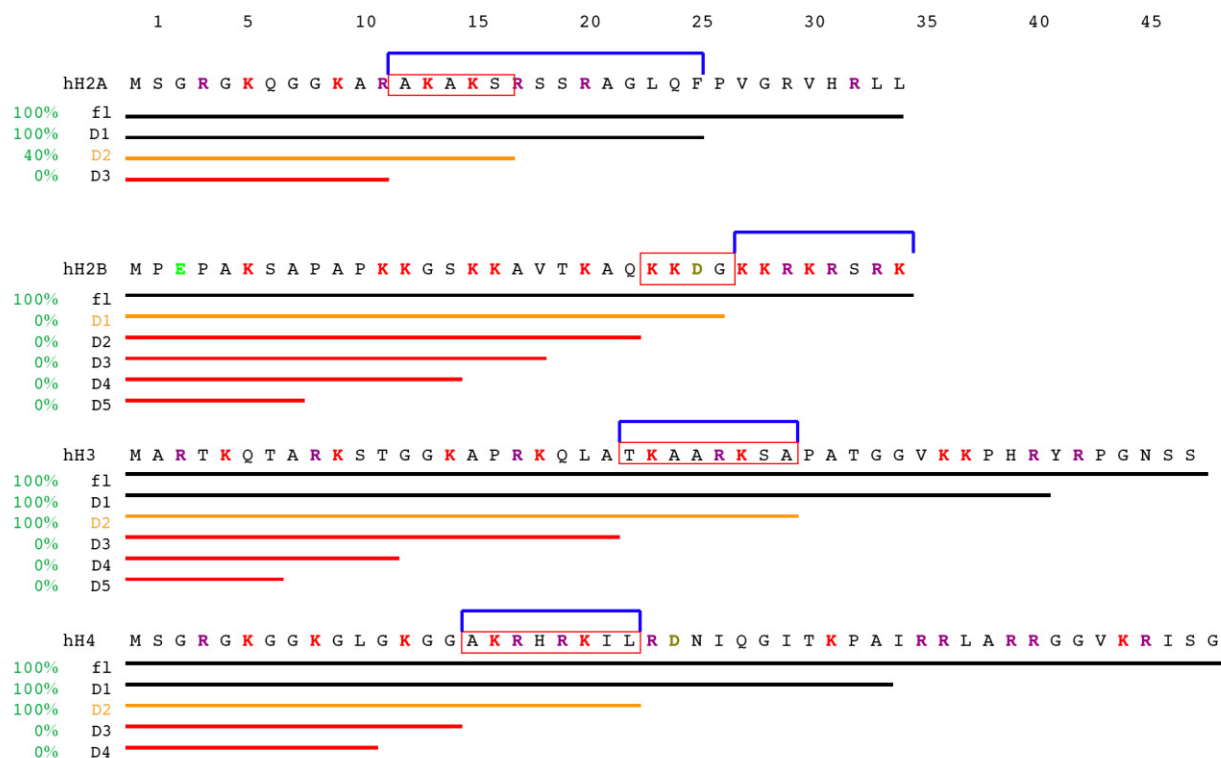 1 5 10 15 20 25 30 35 40 45
hH2A M S G R G K Q G G K A R A K A K S R S S R A G L Q F P V G R V H R L L
100% fl
100% D1
40% D2
0% D3
hH2B M P E P A K S A P A P K K G S K K A V T K A Q K K D G K K R K R S R K
100% fl
0% D1
0% D2
0% D3
0% D4
0% D5
hH3 M A R T K Q T A R K S T G G K A P R K Q L A T K A A R K S A P A T G G V K K P H R Y R P G N S S
100% fl
100% D1
100% D2
0% D3
0% D4
0% D5
hH4 M S G R G K G G K G L G K G G A K R H R K I L R D N I Q G I T K P A I R R L A R R G G V K R I S G
100% fl
100% D1
100% D2
0% D3
0% D4